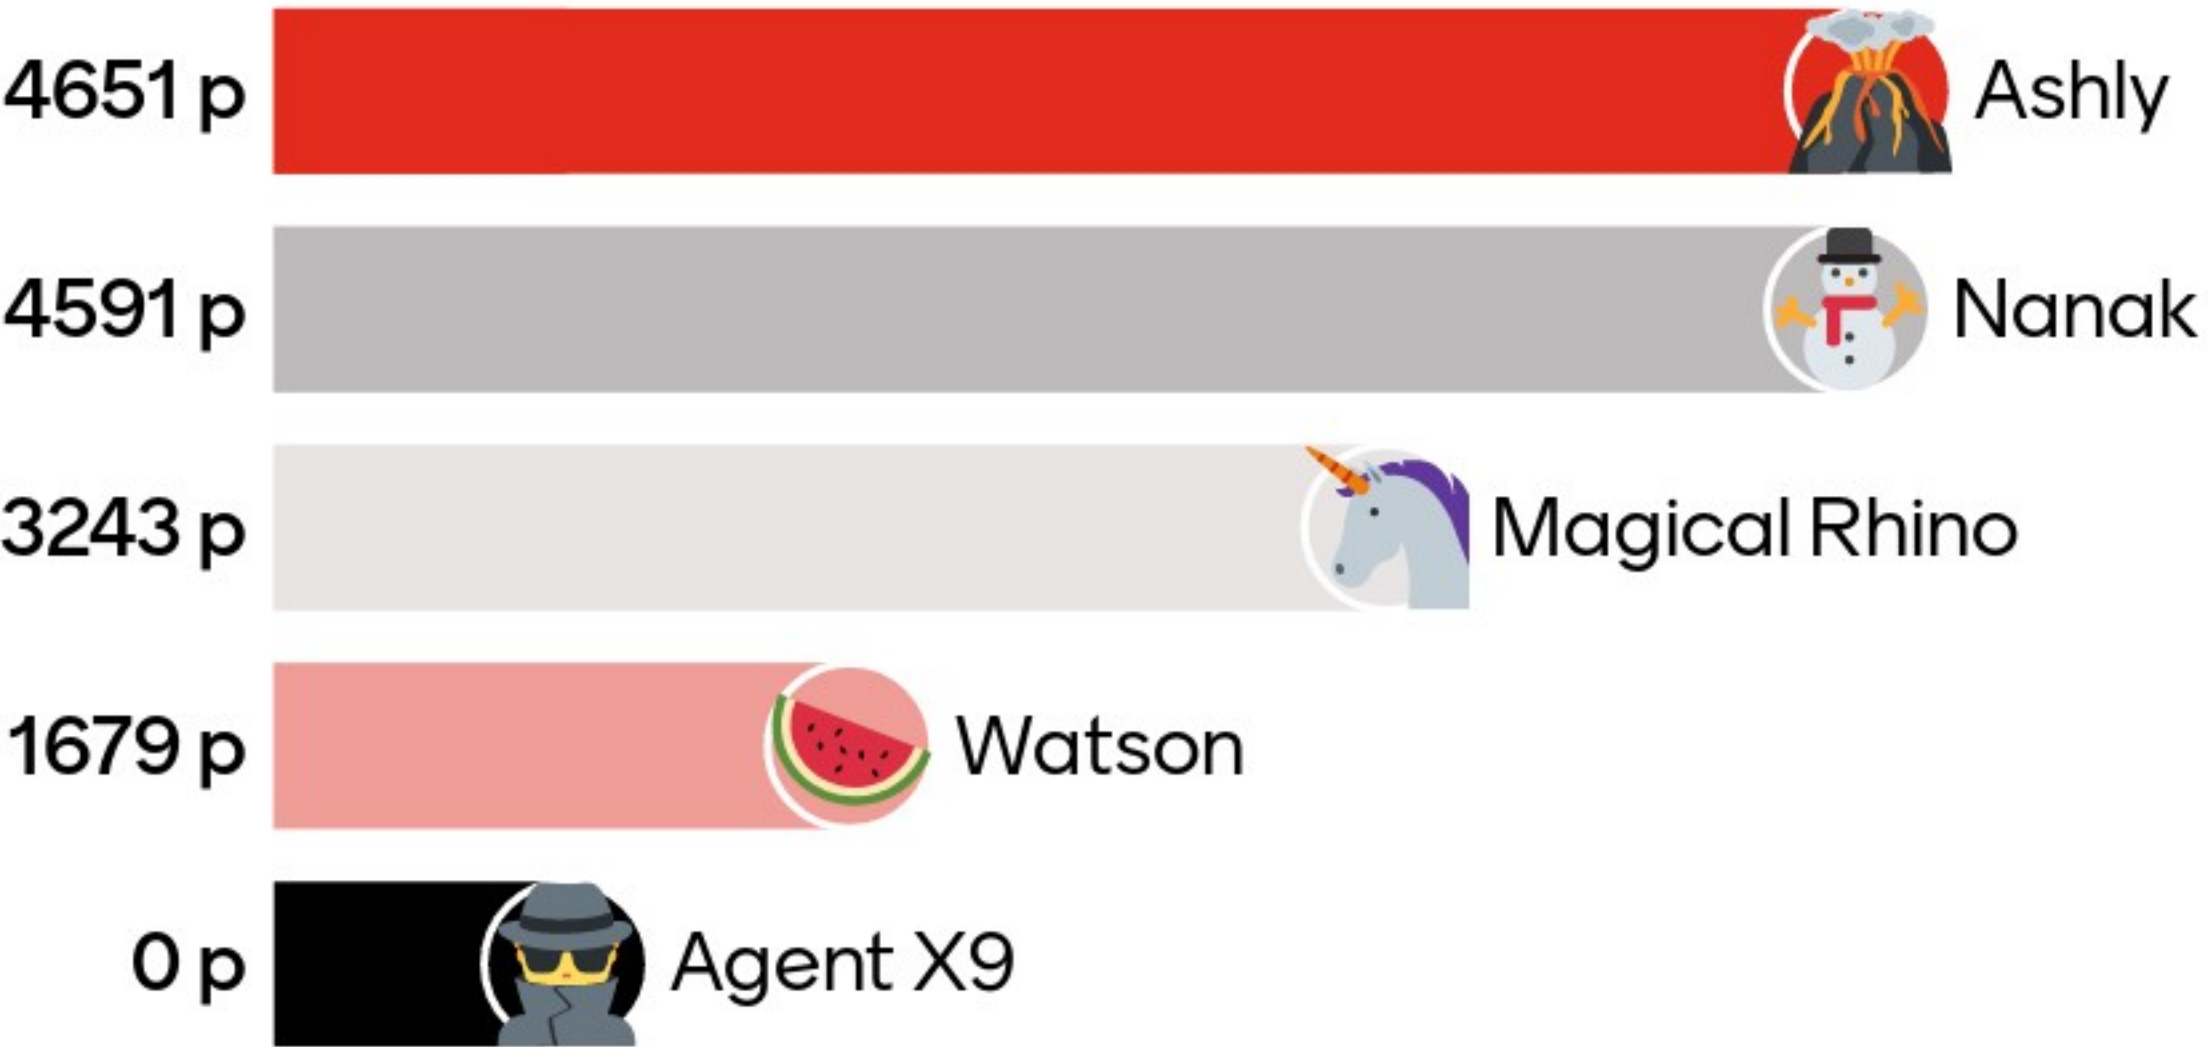 4651 p Ashly
4591 p Nanak
3243 p Magical Rhino
1679 p Watson
0 p Agent X9